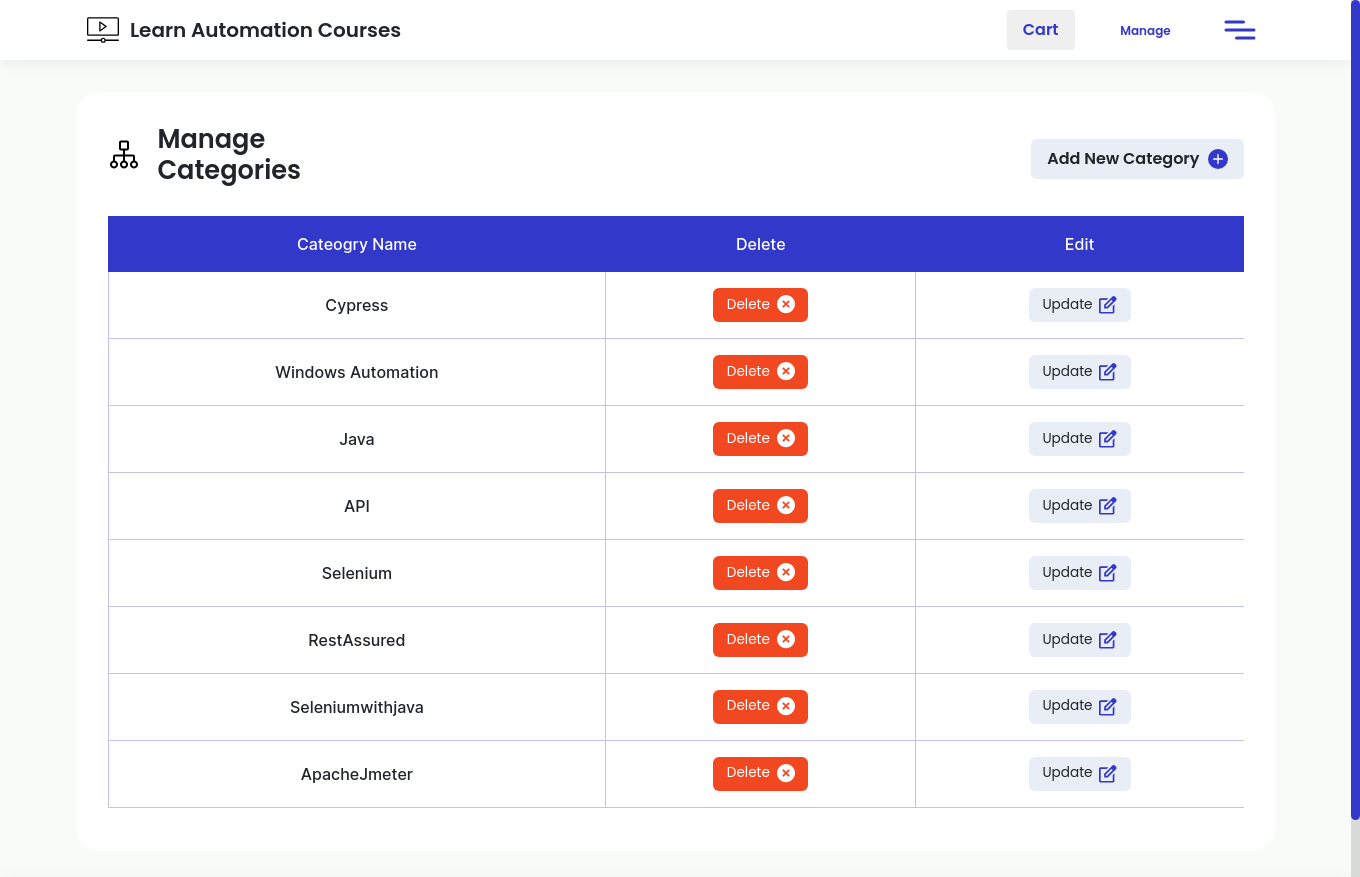 Learn Automation Courses
Cart
Manage
Manage
Categories
Add New Category
Cateogry Name Delete Edit
Cypress Delete Update
Windows Automation Delete Update
Java Delete Update
API Delete Update
Selenium Delete Update
RestAssured Delete Update
Seleniumwithjava Delete Update
ApacheJmeter Delete Update